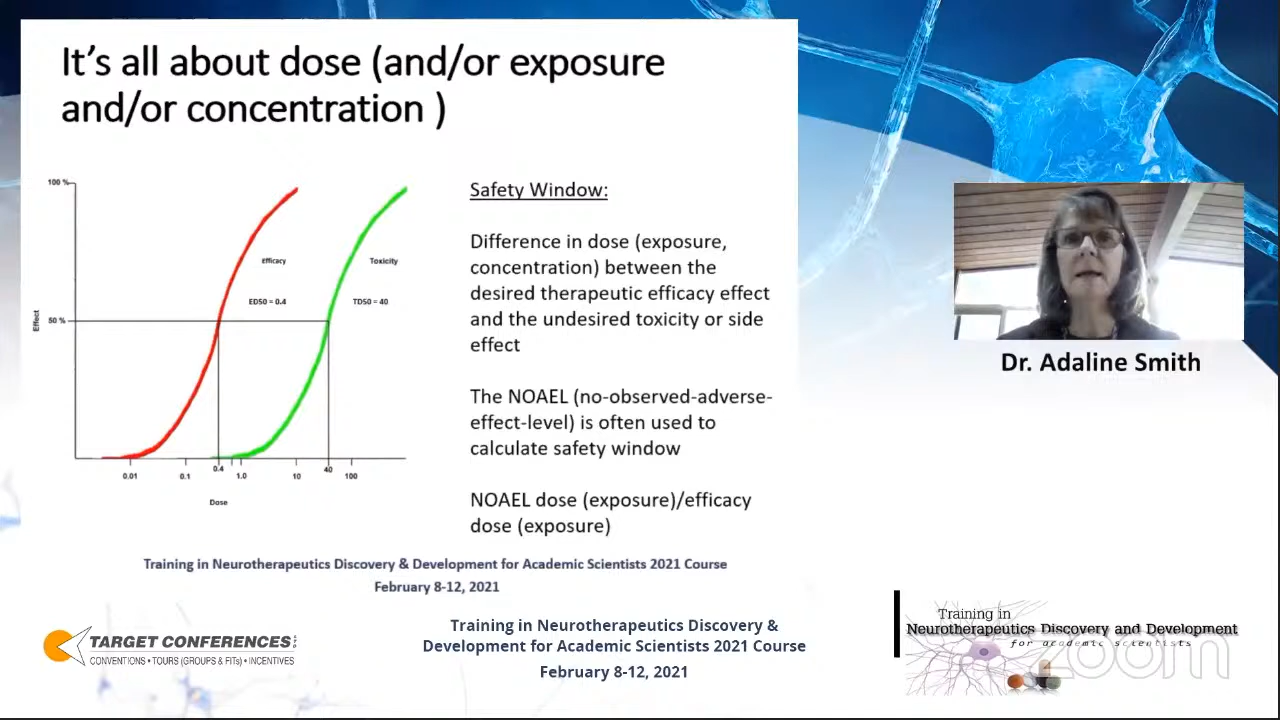 It's all about dose (and/or exposure
and/or concentration )
100 %
50 %
Effect
Efficacy
ED50 = 0.4
Toxicity
TD50 = 40
0.01
0.1
0.4
1.0
10
40
100
Dose
Safety Window:
Difference in dose (exposure,
concentration) between the
desired therapeutic efficacy effect
and the undesired toxicity or side
effect
The NOAEL (no-observed-adverse-
effect-level) is often used to
calculate safety window
NOAEL dose (exposure)/efficacy
dose (exposure)
Training in Neurotherapeutics Discovery & Development for Academic Scientists 2021 Course
February 8-12, 2021
Dr. Adaline Smith
TARGET CONFERENCES
CONVENTIONS • TOURS (GROUPS & FITs) • INCENTIVES
Training in Neurotherapeutics Discovery &
Development for Academic Scientists 2021 Course
February 8-12, 2021
Training in
Neurotherapeutics Discovery and Development
for academic scientists
zoom